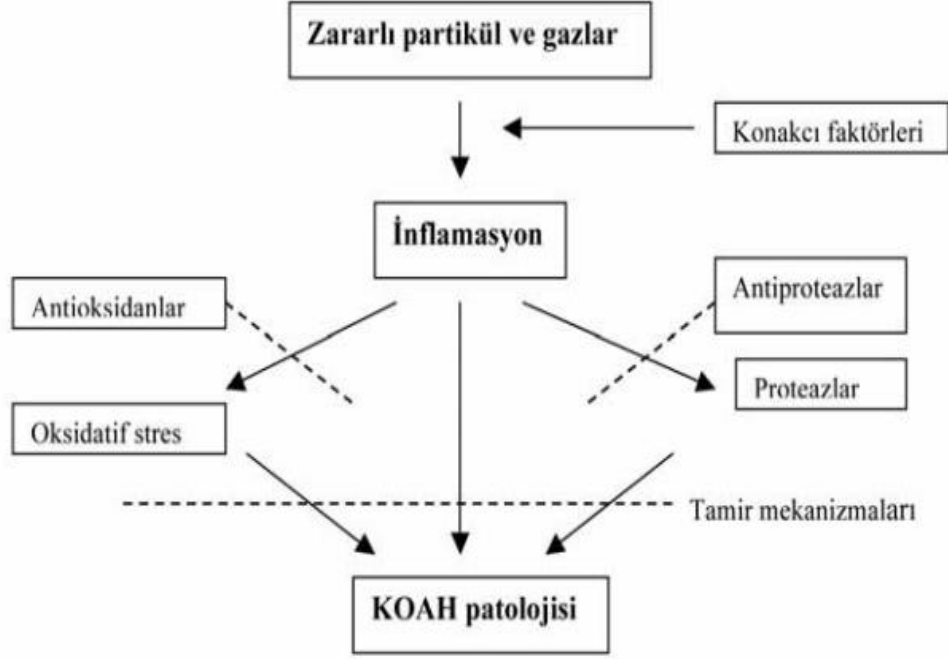 Zararlı partikül ve gazlar
Konakcı faktörleri
İnflamasyon
Antioksidanlar
Antiproteazlar
Proteazlar
Oksidatif stres
Tamir mekanizmaları
KOAH patolojisi